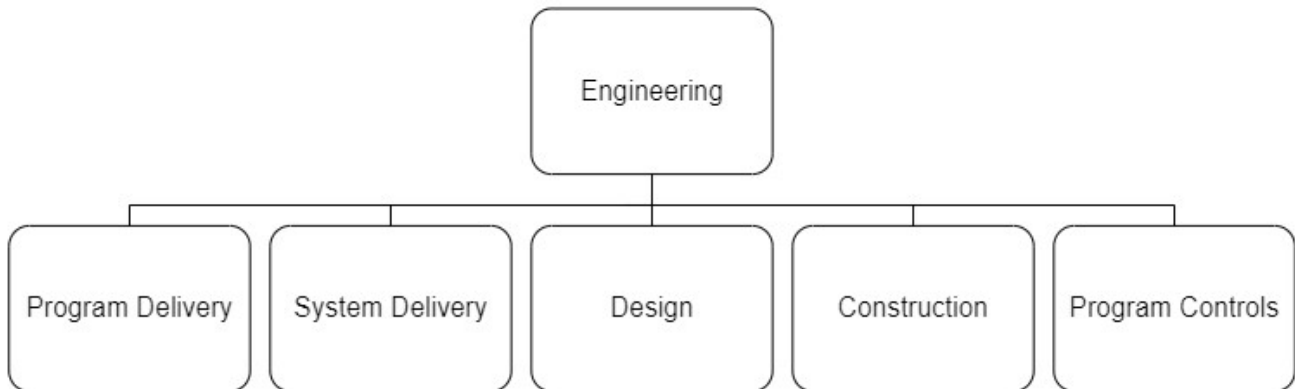 Engineering
Program Delivery
System Delivery
Design
Construction
Program Controls